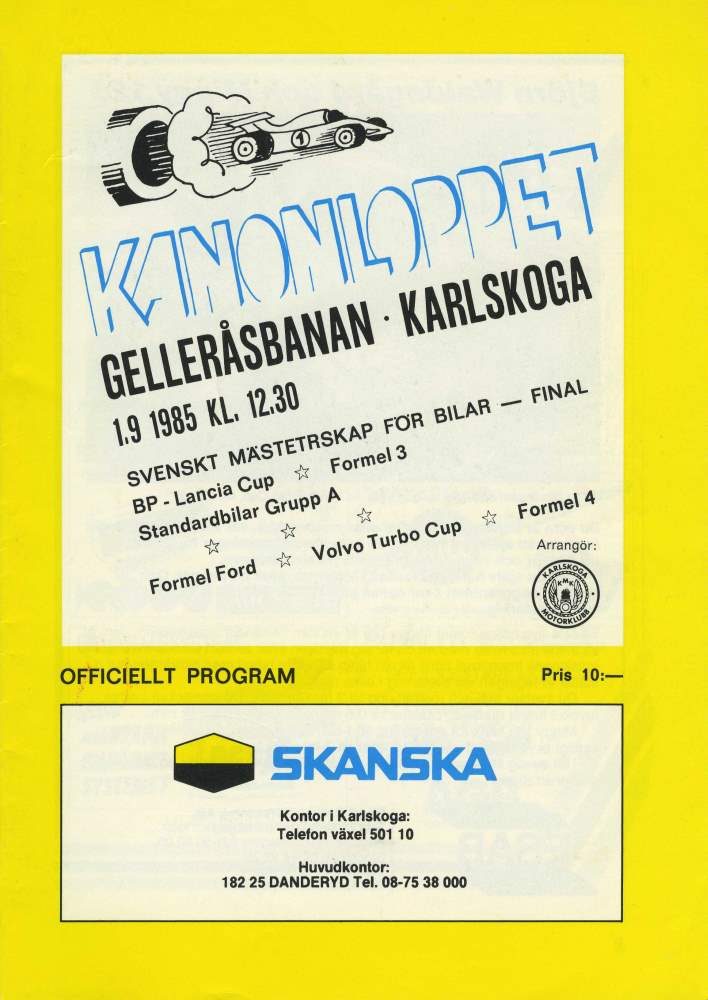 1
KANONLOPPET
GELLERÅSBANAN · KARLSKOGA
1.9 1985 KL. 12.30
SVENSKT MÄSTETRSKAP FÖR BILAR — FINAL
BP - Lancia Cup ☆ Formel 3
Standardbilar Grupp A
☆ ☆ ☆
Formel Ford ☆ Volvo Turbo Cup ☆ Formel 4
Arrangör:
KARLSKOGA
KMK
MOTORKLUBB
OFFICIELLT PROGRAM
Pris 10:—
SKANSKA
Kontor i Karlskoga:
Telefon växel 501 10
Huvudkontor:
182 25 DANDERYD Tel. 08-75 38 000